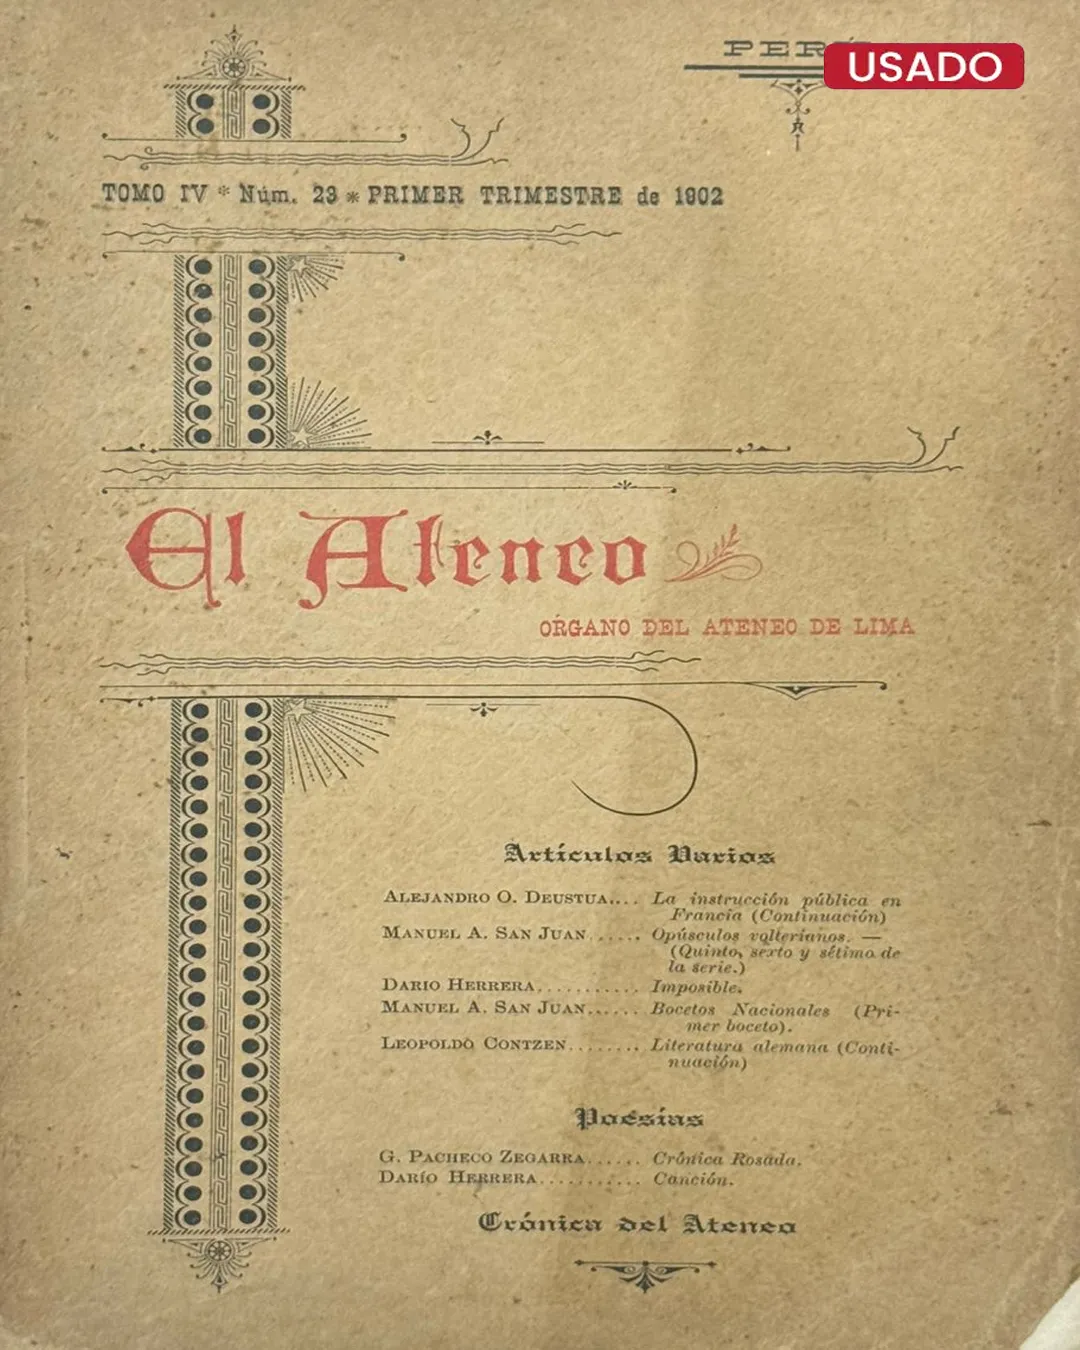 PERÚ
USADO
TOMO IV * Núm. 23 * PRIMER TRIMESTRE de 1902
El Ateneo
ORGANO DEL ATENEO DE LIMA
Artículos Varios
ALEJANDRO O. DEUSTUA.... La instrucción pública en
Francia (Continuación)
MANUEL A. SAN JUAN...... Opúsculos volterianos. —
(Quinto, sexto y sétimo de
la serie.)
DARIO HERRERA........... Imposible.
MANUEL A. SAN JUAN...... Bocetos Nacionales (Pri-
mer boceto).
LEOPOLDO CONTZEN........ Literatura alemana (Conti-
nuación)
Poesías
G. PACHECO ZEGARRA...... Crónica Rosada.
DARÍO HERRERA........... Canción.
Crónica del Ateneo